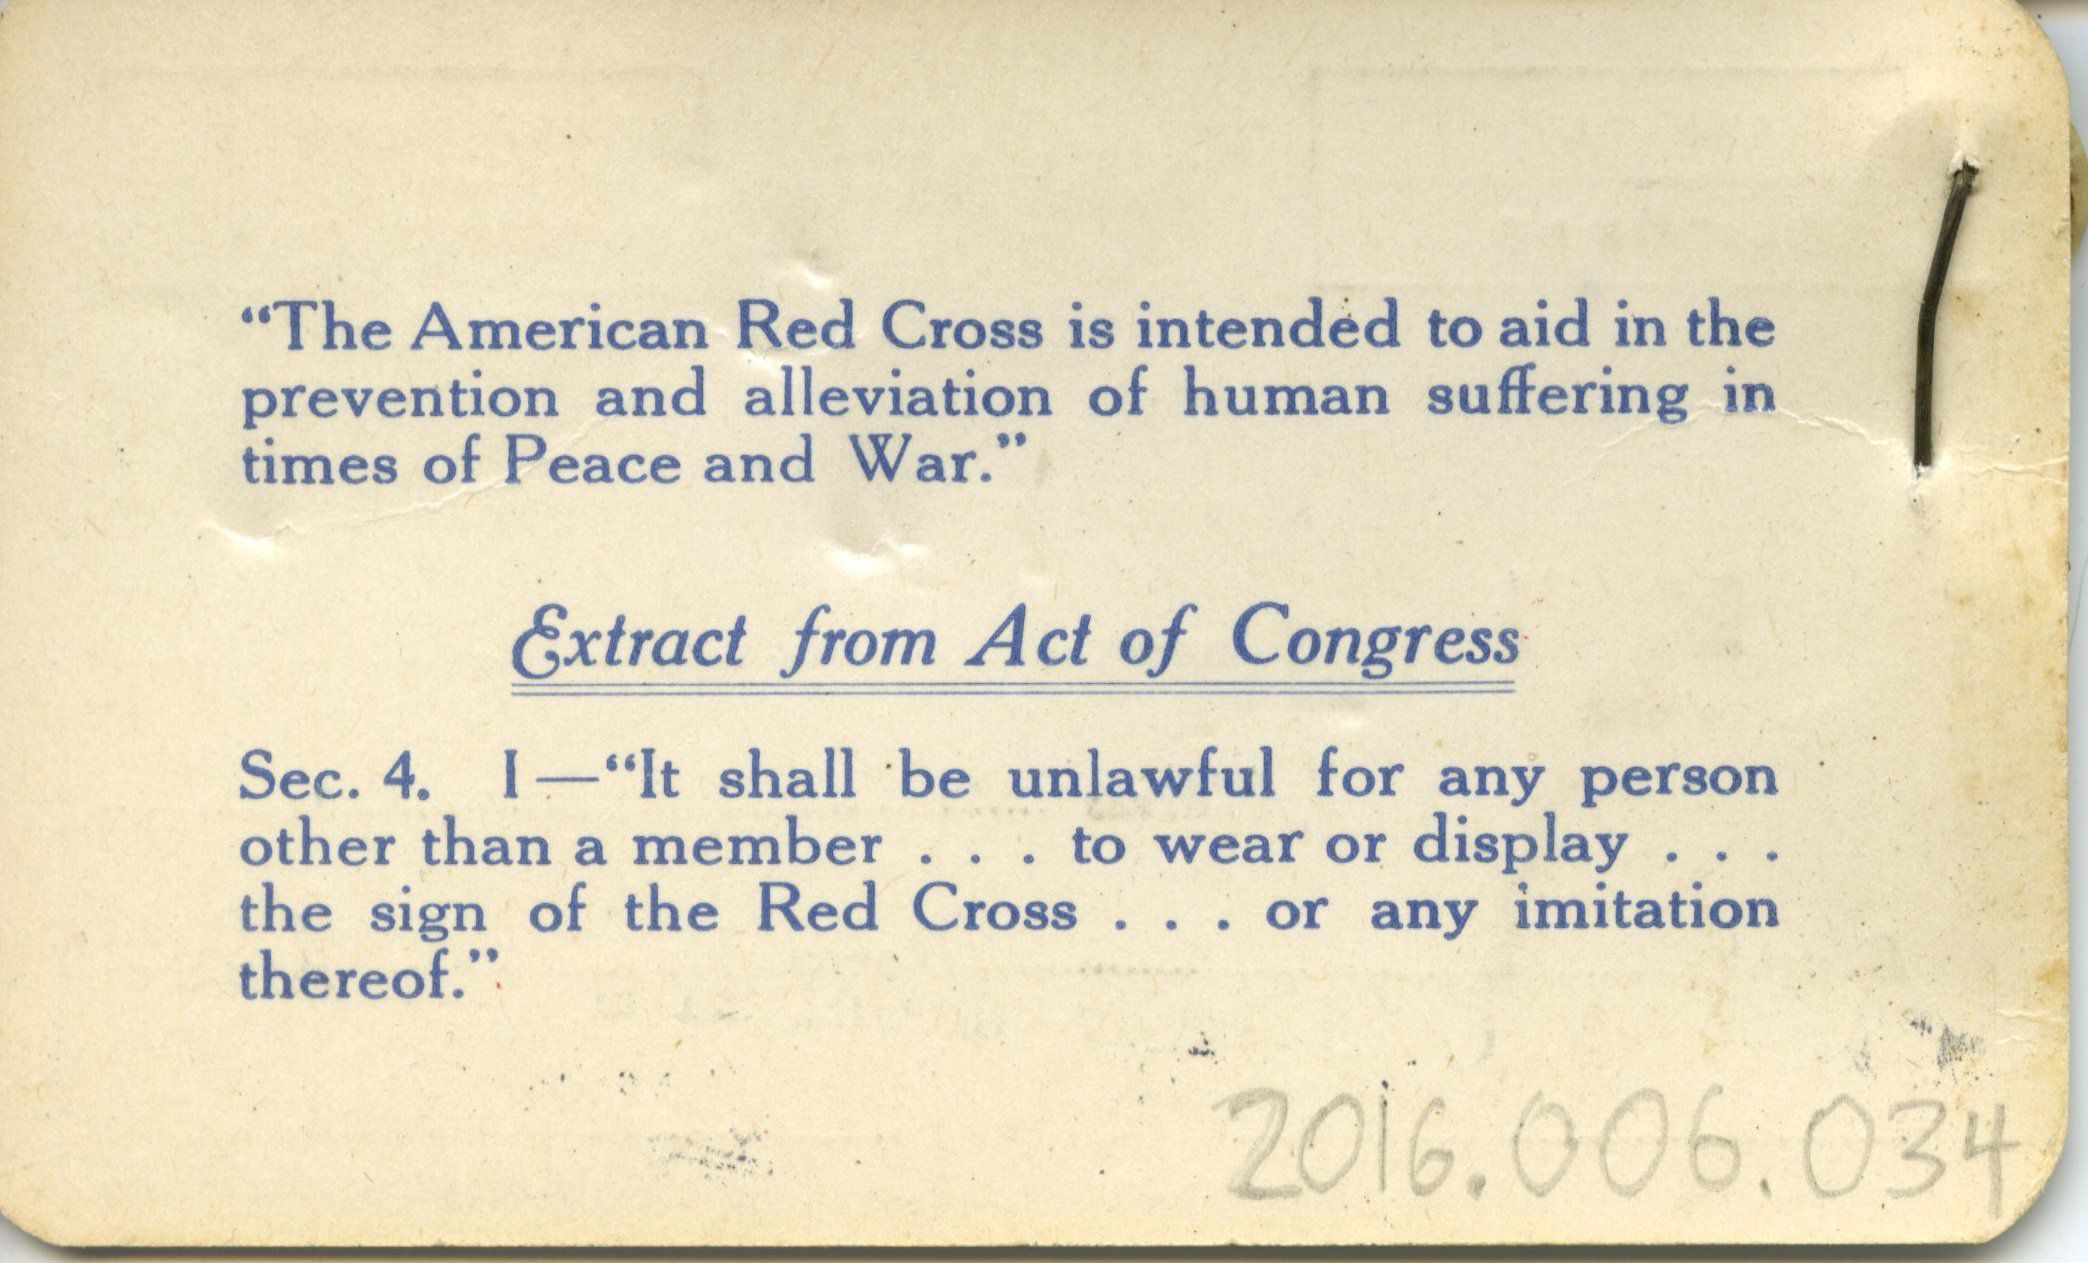 “The American Red Cross is intended to aid in the
prevention and alleviation of human suffering in
times of Peace and War.”
Extract from Act of Congress
Sec. 4. I—“It shall be unlawful for any person
other than a member . . . to wear or display . . .
the sign of the Red Cross . . . or any imitation
thereof.”
2016.006.034